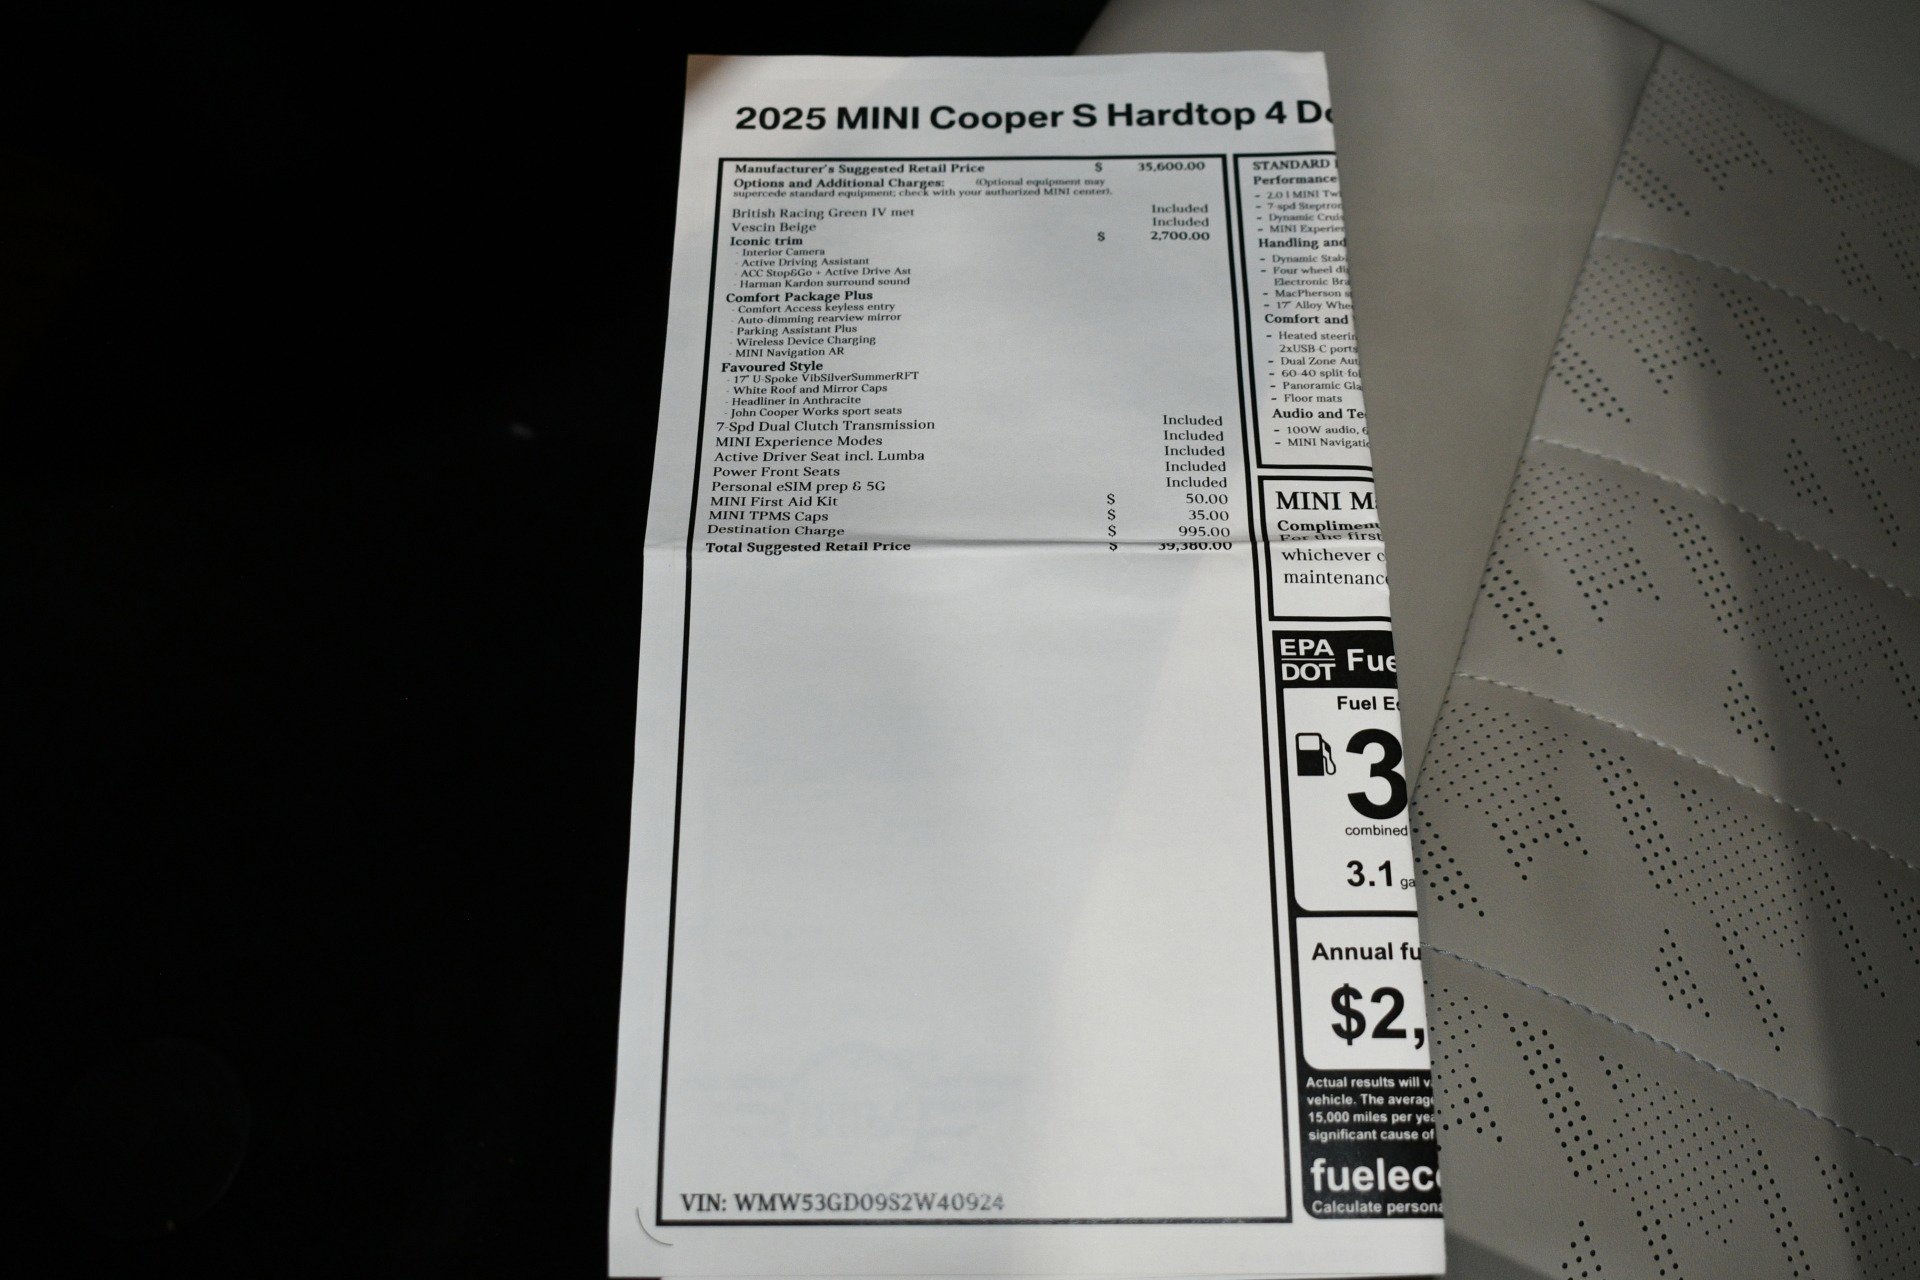 2025 MINI Cooper S Hardtop 4 Do
Manufacturer's Suggested Retail Price $ 35,600.00
Options and Additional Charges: (Optional equipment may
supercede standard equipment; check with your authorized MINI center).
British Racing Green IV met Included
Vescin Beige Included
Iconic trim $ 2,700.00
- Interior Camera
- Active Driving Assistant
- ACC Stop&Go + Active Drive Ast
- Harman Kardon surround sound
Comfort Package Plus
- Comfort Access keyless entry
- Auto-dimming rearview mirror
- Parking Assistant Plus
- Wireless Device Charging
- MINI Navigation AR
Favoured Style
- 17" U-Spoke VibSilverSummerRFT
- White Roof and Mirror Caps
- Headliner in Anthracite
- John Cooper Works sport seats
7-Spd Dual Clutch Transmission Included
MINI Experience Modes Included
Active Driver Seat incl. Lumba Included
Power Front Seats Included
Personal eSIM prep & 5G Included
MINI First Aid Kit $ 50.00
MINI TPMS Caps $ 35.00
Destination Charge $ 995.00
Total Suggested Retail Price $ 39,380.00
VIN: WMW53GD09S2W40924
STANDARD
Performance
- 2.0 l MINI Tw
- 7-spd Steptron
- Dynamic Cruis
- MINI Experien
Handling and
- Dynamic Stab
- Four wheel di
Electronic Bra
- MacPherson s
- 17" Alloy Whe
Comfort and
- Heated steerin
2xUSB-C ports
- Dual Zone Aut
- 60-40 split-fol
- Panoramic Gla
- Floor mats
Audio and Te
- 100W audio, 6
- MINI Navigatio
MINI M
Complimen
For the first
whichever c
maintenance
EPA
DOT Fue
Fuel Ec
3
combined
3.1 ga
Annual fu
$2,
Actual results will v
vehicle. The average
15,000 miles per yea
significant cause of
fueleco
Calculate persona